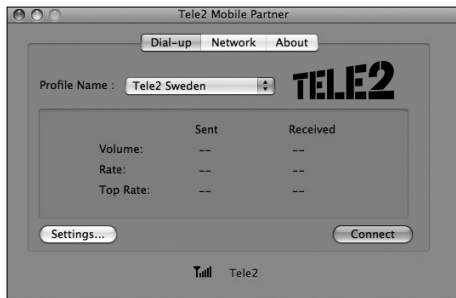 Tele2 Mobile Partner
Dial-up Network About
Profile Name : Tele2 Sweden TELE2
Sent Received
Volume: -- --
Rate: -- --
Top Rate: -- --
Settings... Connect
Tele2